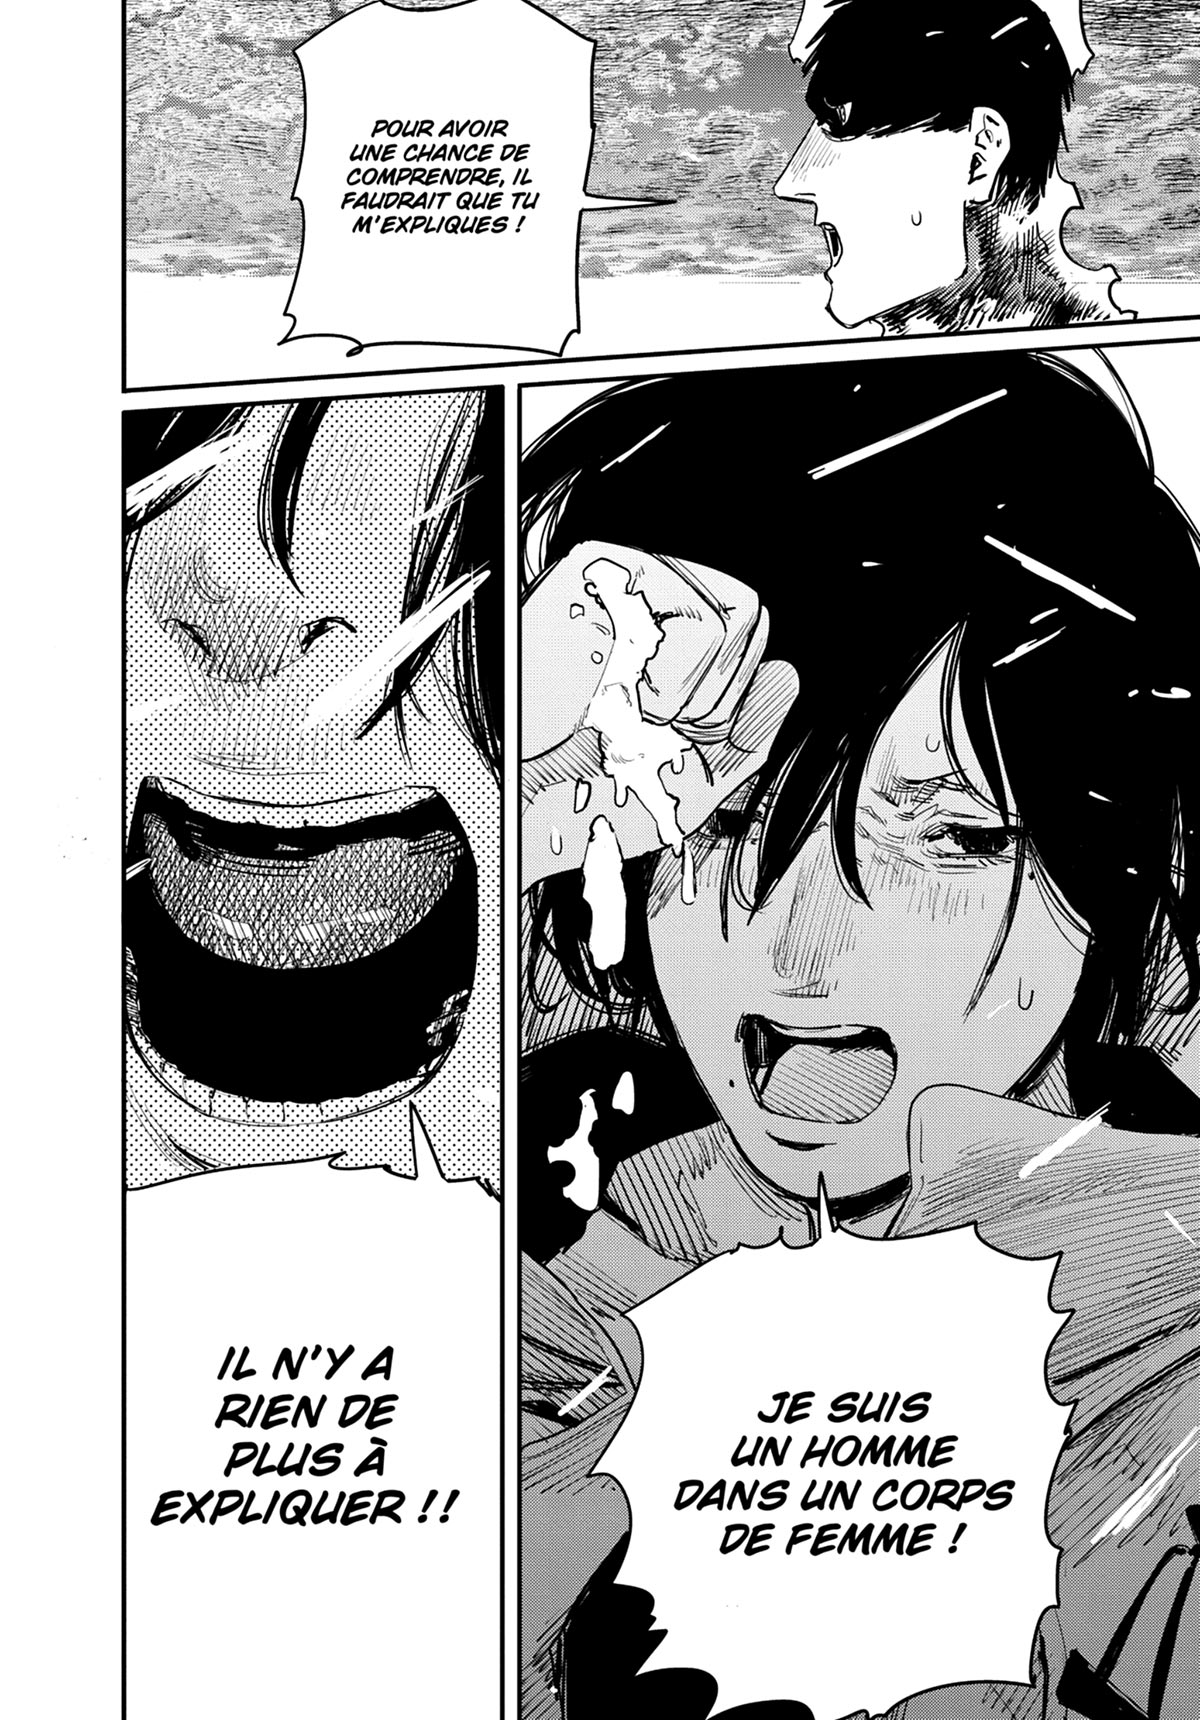 POUR AVOIR
UNE CHANCE DE
COMPRENDRE, IL
FAUDRAIT QUE TU
M'EXPLIQUES !
JE SUIS
UN HOMME
DANS UN CORPS
DE FEMME !
IL N'Y A
RIEN DE
PLUS À
EXPLIQUER !!